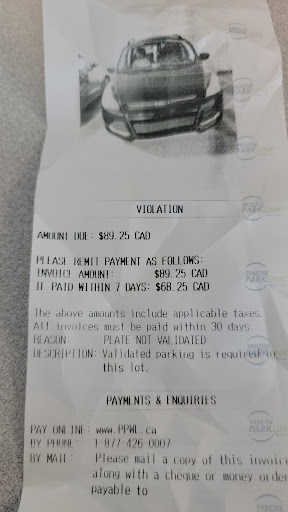 VIOLATION
AMOUNT DUE: $89.25 CAD
PLEASE REMIT PAYMENT AS FOLLOWS:
INVOICE AMOUNT: $89.25 CAD
IF PAID WITHIN 7 DAYS: $68.25 CAD
The above amounts include applicable taxes.
All invoices must be paid within 30 days
REASON: PLATE NOT VALIDATED
DESCRIPTION: Validated parking is required in
this lot.
PAYMENTS & ENQUIRIES
PAY ONLINE: www.PPWL.ca
BY PHONE: 1-877-426-0007
BY MAIL: Please mail a copy of this invoice
along with a cheque or money order
payable to